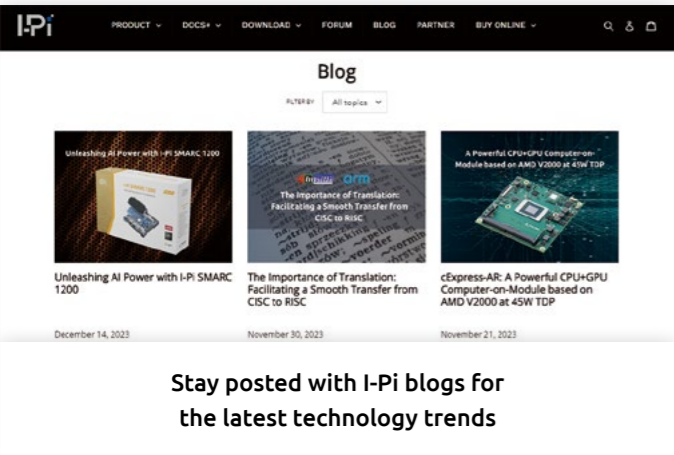 I-Pi
PRODUCT
DOCS+
DOWNLOAD
FORUM
BLOG
PARTNER
BUY ONLINE
Blog
FILTER BY
All topics
Unleashing AI Power with I-Pi SMARC 1200
arm
The Importance of Translation:
Facilitating a Smooth Transfer from
CISC to RISC
A Powerful CPU+GPU Computer-on-
Module based on AMD V2000 at 45W TDP
Unleashing AI Power with I-Pi SMARC
1200
The Importance of Translation:
Facilitating a Smooth Transfer from
CISC to RISC
cExpress-AR: A Powerful CPU+GPU
Computer-on-Module based on
AMD V2000 at 45W TDP
December 14, 2023
November 30, 2023
November 21, 2023
Stay posted with I-Pi blogs for
the latest technology trends